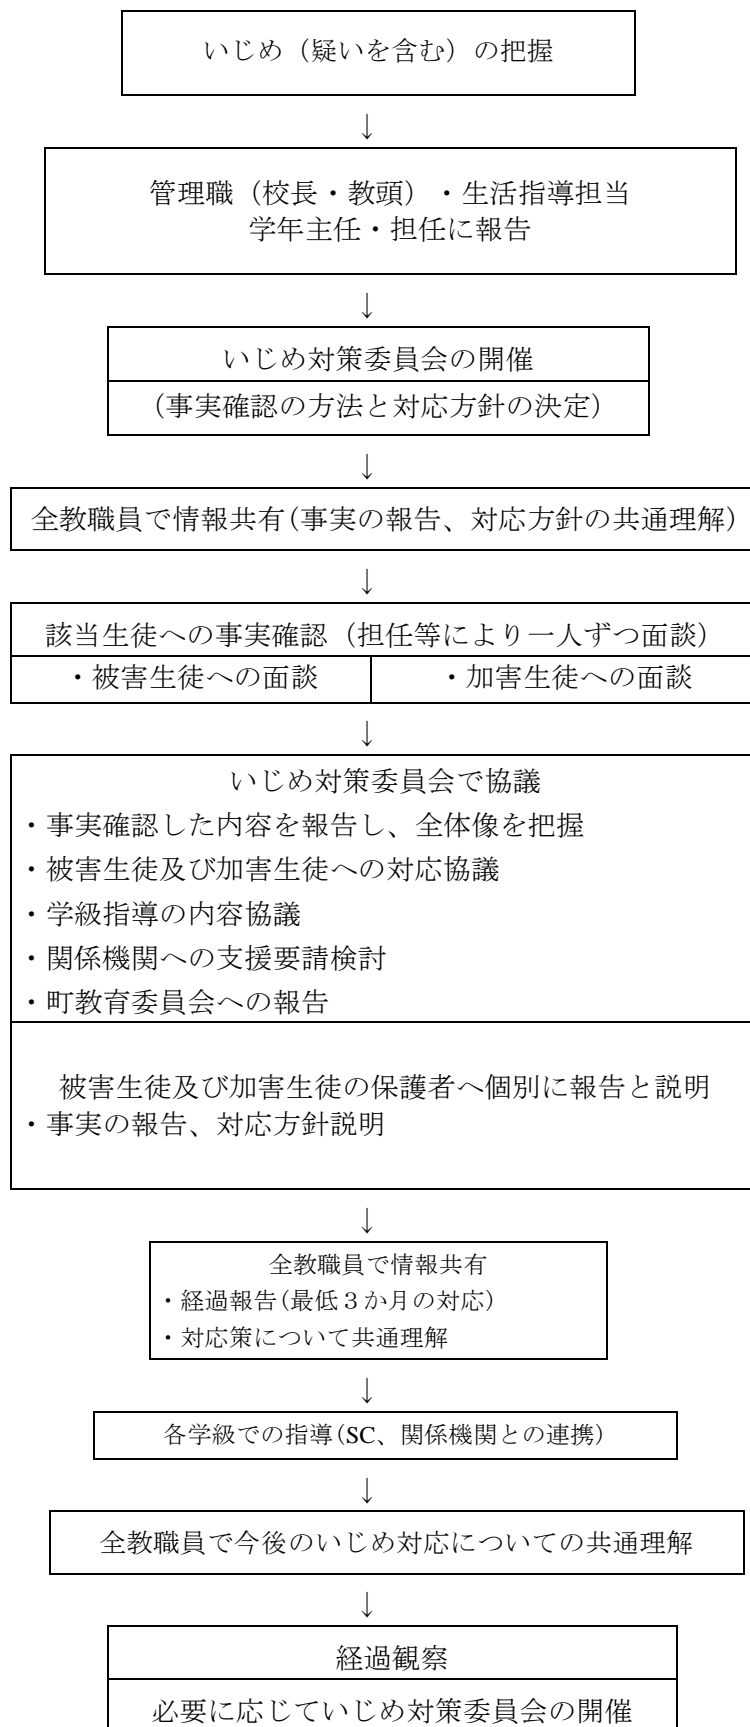 いじめ（疑いを含む）の把握
↓
管理職（校長・教頭）・生活指導担当
学年主任・担任に報告
↓
いじめ対策委員会の開催
（事実確認の方法と対応方針の決定）
↓
全教職員で情報共有(事実の報告、対応方針の共通理解)
↓
該当生徒への事実確認（担任等により一人ずつ面談）
・被害生徒への面談
・加害生徒への面談
↓
いじめ対策委員会で協議
・事実確認した内容を報告し、全体像を把握
・被害生徒及び加害生徒への対応協議
・学級指導の内容協議
・関係機関への支援要請検討
・町教育委員会への報告
被害生徒及び加害生徒の保護者へ個別に報告と説明
・事実の報告、対応方針説明
↓
全教職員で情報共有
・経過報告(最低３か月の対応)
・対応策について共通理解
↓
各学級での指導(SC、関係機関との連携)
↓
全教職員で今後のいじめ対応についての共通理解
↓
経過観察
必要に応じていじめ対策委員会の開催